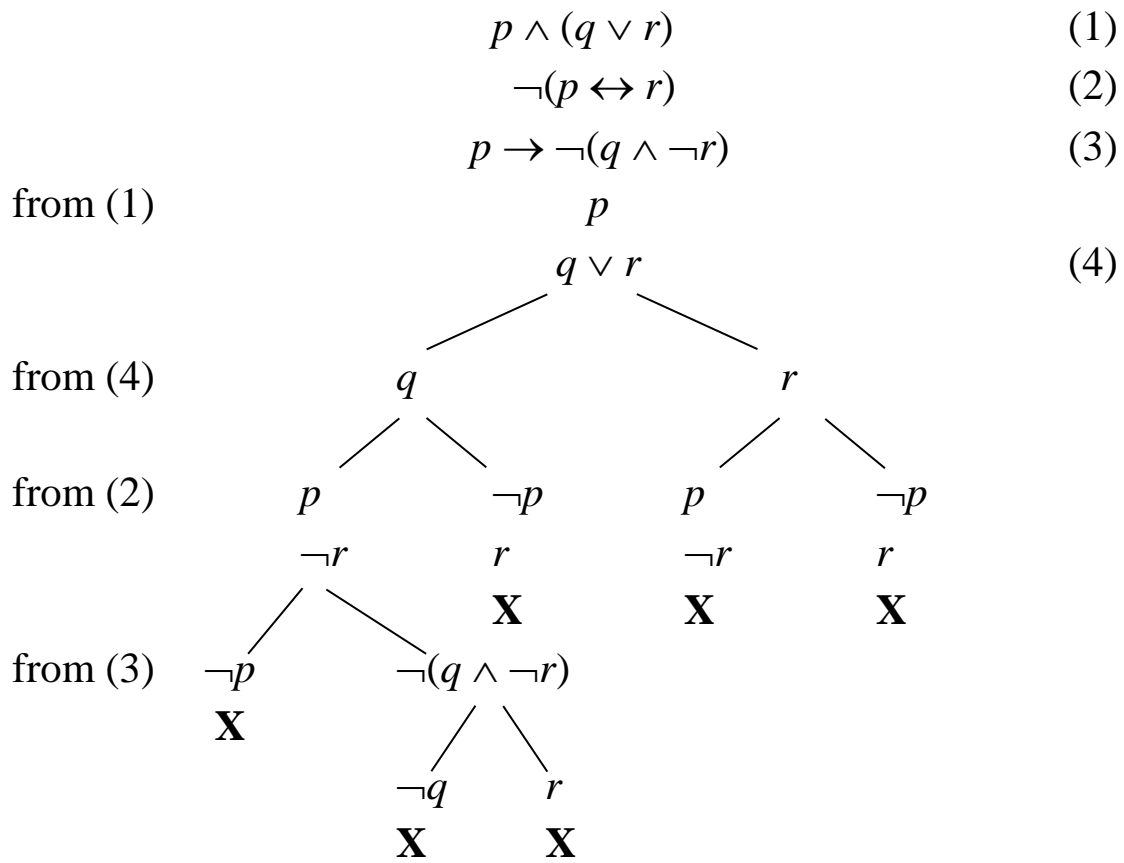 p ∧ (q ∨ r) (1)
¬(p ↔ r) (2)
p → ¬(q ∧ ¬r) (3)
from (1) p
q ∨ r (4)
from (4) q r
from (2) p ¬p p ¬p
¬r r ¬r r
X X X
from (3) ¬p ¬(q ∧ ¬r)
X
¬q r
X X